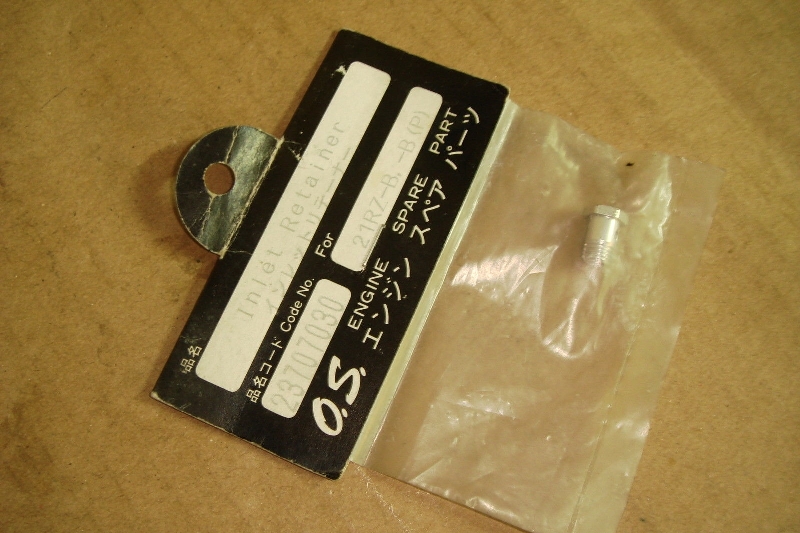 品名
Inlet Retainer
インレットリテーナー
品名コード Code No.
23707030
For
21RZ-B.-B(P)
O.S.
ENGINE SPARE PART
エンジン スペア パーツ